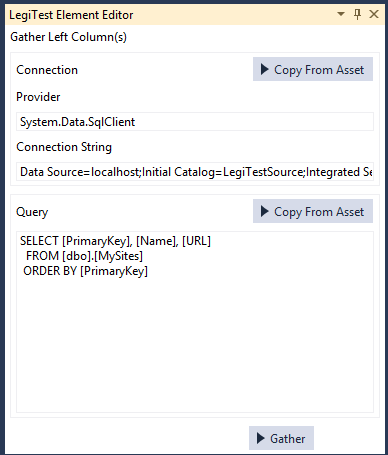 LegiTest Element Editor
Gather Left Column(s)
Connection
Copy From Asset
Provider
System.Data.SqlClient
Connection String
Data Source=localhost;Initial Catalog=LegiTestSource;Integrated Se
Query
Copy From Asset
SELECT [PrimaryKey], [Name], [URL]
FROM [dbo].[MySites]
ORDER BY [PrimaryKey]
Gather